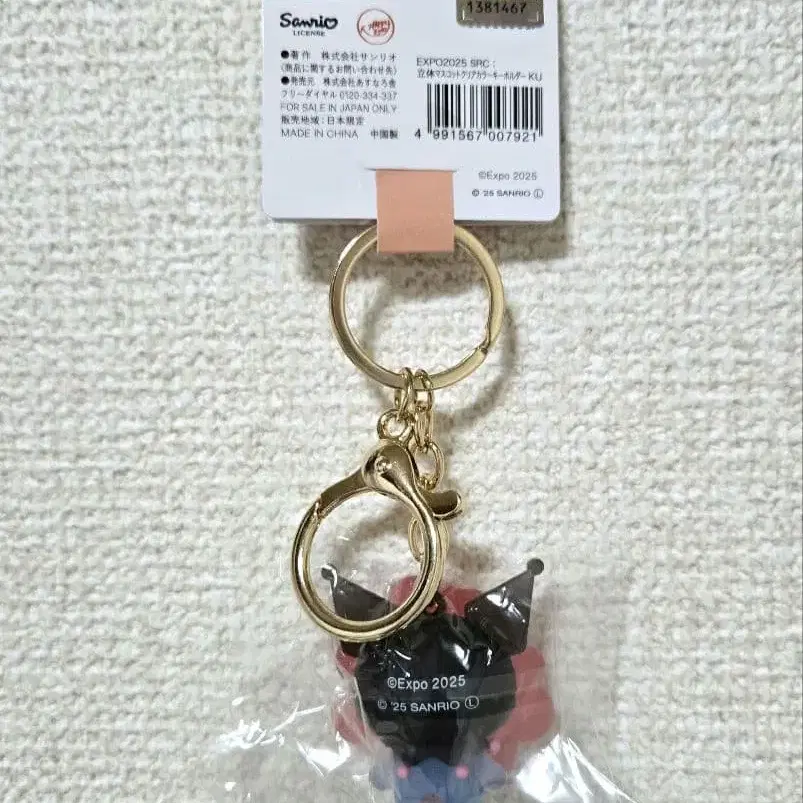 1381467
Sanrio
LICENSE
●著作 株式会社サンリオ
(商品に関するお問い合わせ先)
●発売元 株式会社あすなろ舎
フリーダイヤル 0120-334-337
FOR SALE IN JAPAN ONLY
販売地域:日本限定
MADE IN CHINA 中国製
EXPO2025 SRC:
立体マスコットクリアカラーキーホルダー KU
4 991567 007921
©Expo 2025
© '25 SANRIO Ⓛ
©Expo 2025
© '25 SANRIO Ⓛ